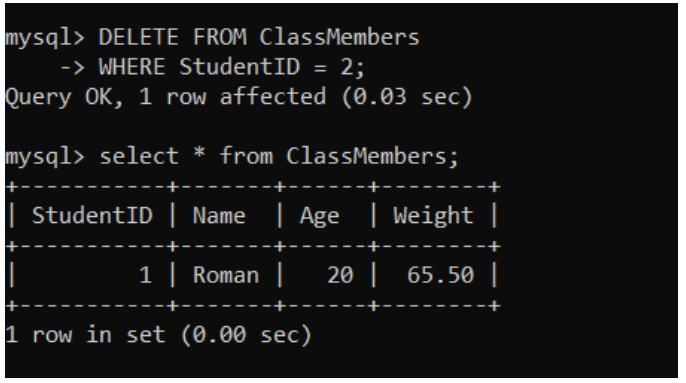 mysql> DELETE FROM ClassMembers
    -> WHERE StudentID = 2;
Query OK, 1 row affected (0.03 sec)
mysql> select * from ClassMembers;
+-----------+-------+------+--------+
| StudentID | Name  | Age  | Weight |
+-----------+-------+------+--------+
|         1 | Roman |   20 |  65.50 |
+-----------+-------+------+--------+
1 row in set (0.00 sec)